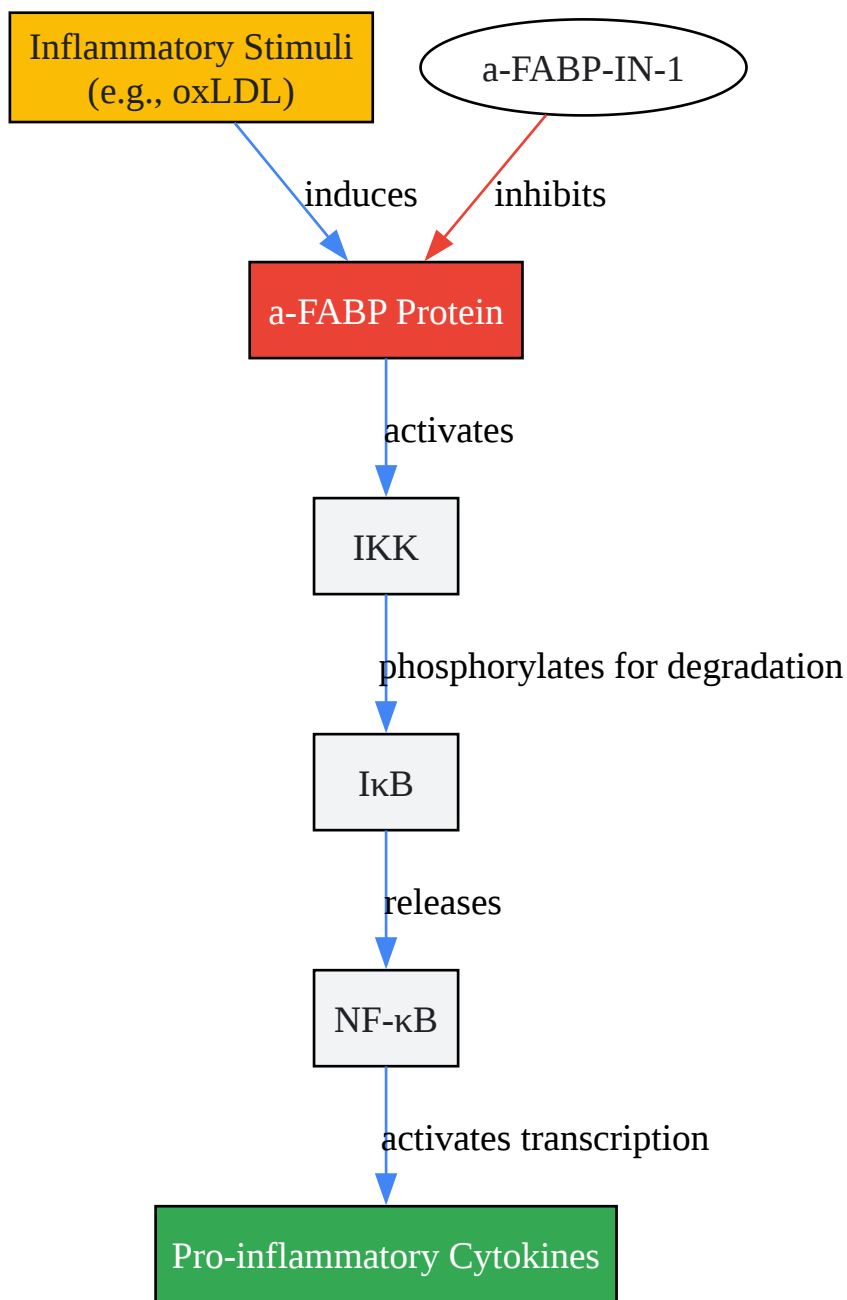 Inflammatory Stimuli
(e.g., oxLDL)
a-FABP-IN-1
induces
inhibits
a-FABP Protein
activates
IKK
phosphorylates for degradation
IκB
releases
NF-κB
activates transcription
Pro-inflammatory Cytokines